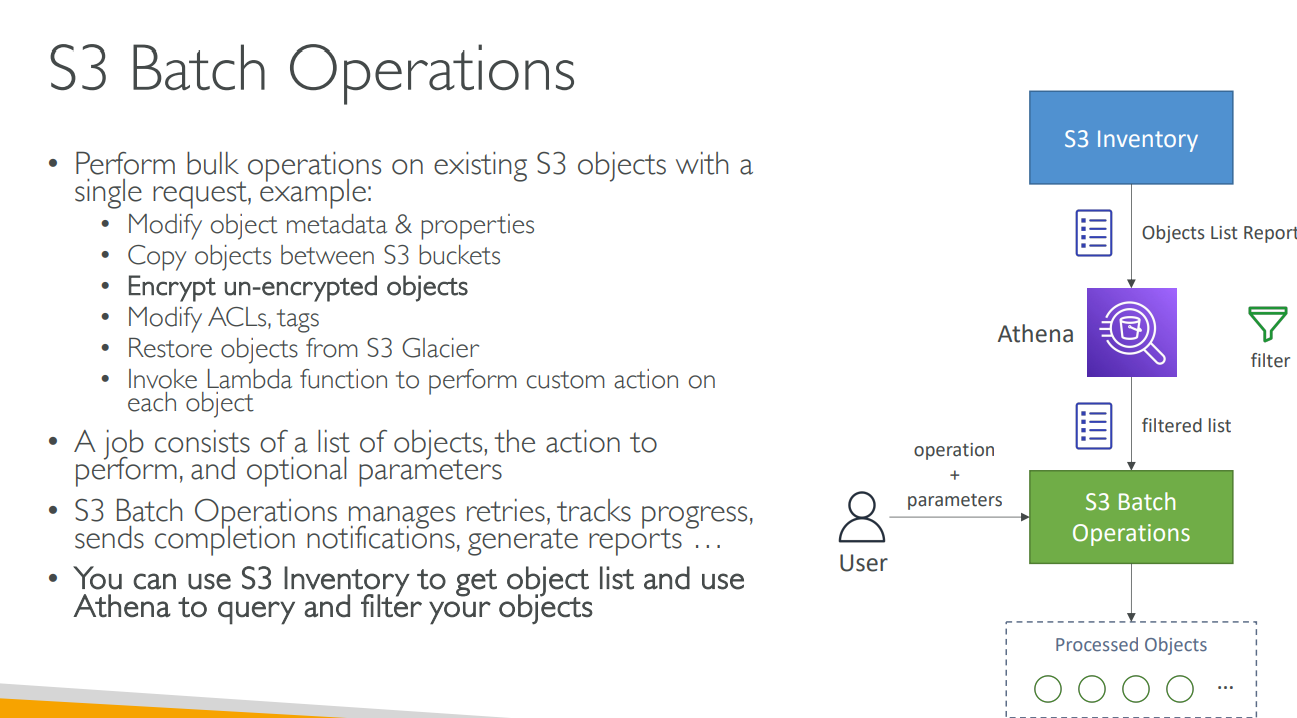 S3 Batch Operations
• Perform bulk operations on existing S3 objects with a
single request, example:
• Modify object metadata & properties
• Copy objects between S3 buckets
• Encrypt un-encrypted objects
• Modify ACLs, tags
• Restore objects from S3 Glacier
• Invoke Lambda function to perform custom action on
each object
• A job consists of a list of objects, the action to
perform, and optional parameters
• S3 Batch Operations manages retries, tracks progress,
sends completion notifications, generate reports …
• You can use S3 Inventory to get object list and use
Athena to query and filter your objects
S3 Inventory
Objects List Report
Athena
filter
filtered list
operation
+
parameters
User
S3 Batch
Operations
Processed Objects
...